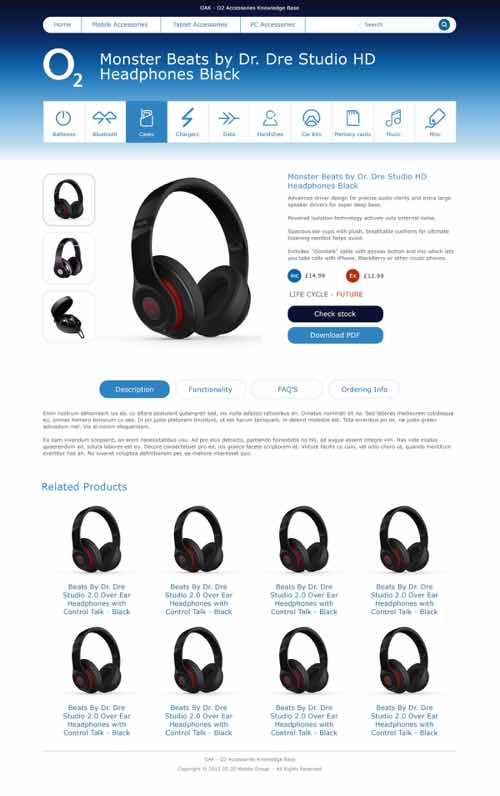 OAK - O2 Accessories Knowledge Base
Home
Mobile Accessories
Tablet Accessories
PC Accessories
Search
O2
Monster Beats by Dr. Dre Studio HD
Headphones Black
Batteries
Bluetooth
Cases
Chargers
Data
Handsfree
Car kits
Memory cards
Music
Misc
Monster Beats by Dr. Dre Studio HD
Headphones Black
Advanced driver design for precise audio clarity and extra large
speaker drivers for super deep bass.
Powered isolation technology actively cuts external noise.
Spacious ear cups with plush, breathable cushions for ultimate
listening comfort helps avoid.
Includes "iSonitalk" cable with answer button and mic which lets
you take calls with iPhone, BlackBerry or other music phones.
£14.99
Ex
£12.99
LIFE CYCLE - FUTURE
Check stock
Download PDF
Description
Functionality
FAQ'S
Ordering Info
Related Products
Beats By Dr. Dre
Studio 2.0 Over Ear
Headphones with
Control Talk - Black
Beats By Dr. Dre
Studio 2.0 Over Ear
Headphones with
Control Talk - Black
Beats By Dr. Dre
Studio 2.0 Over Ear
Headphones with
Control Talk - Black
Beats By Dr. Dre
Studio 2.0 Over Ear
Headphones with
Control Talk - Black
Beats By Dr. Dre
Studio 2.0 Over Ear
Headphones with
Control Talk - Black
Beats By Dr. Dre
Studio 2.0 Over Ear
Headphones with
Control Talk - Black
Beats By Dr. Dre
Studio 2.0 Over Ear
Headphones with
Control Talk - Black
Beats By Dr. Dre
Studio 2.0 Over Ear
Headphones with
Control Talk - Black
OAK - O2 Accessories Knowledge Base
Copyright © 2015 20:20 Mobile Group - All Rights Reserved